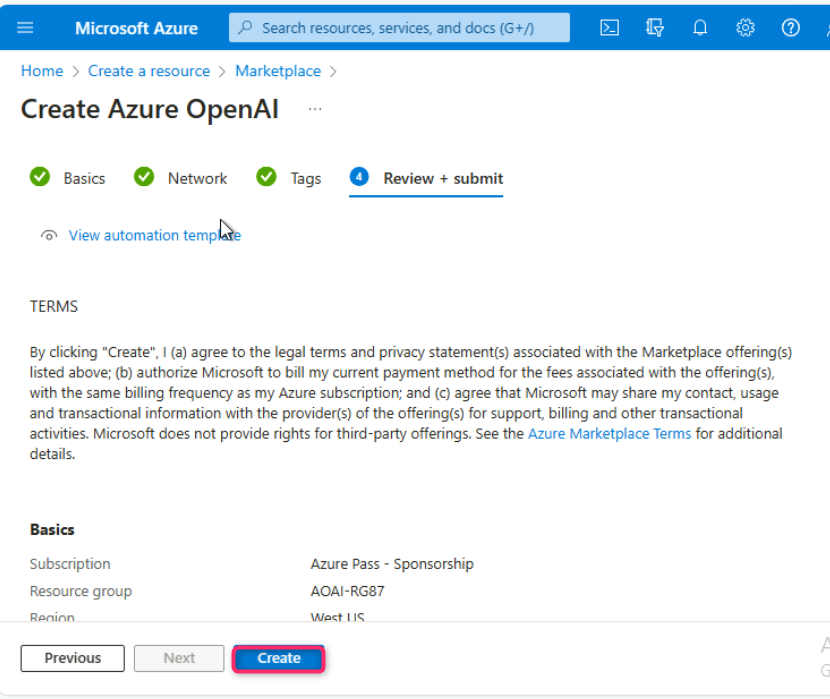 Microsoft Azure
Search resources, services, and docs (G+/)
Home > Create a resource > Marketplace >
Create Azure OpenAI ...
Basics Network Tags 4 Review + submit
View automation template
TERMS
By clicking "Create", I (a) agree to the legal terms and privacy statement(s) associated with the Marketplace offering(s)
listed above; (b) authorize Microsoft to bill my current payment method for the fees associated with the offering(s),
with the same billing frequency as my Azure subscription; and (c) agree that Microsoft may share my contact, usage
and transactional information with the provider(s) of the offering(s) for support, billing and other transactional
activities. Microsoft does not provide rights for third-party offerings. See the Azure Marketplace Terms for additional
details.
Basics
Subscription Azure Pass - Sponsorship
Resource group AOAI-RG87
Region West US
Previous Next Create